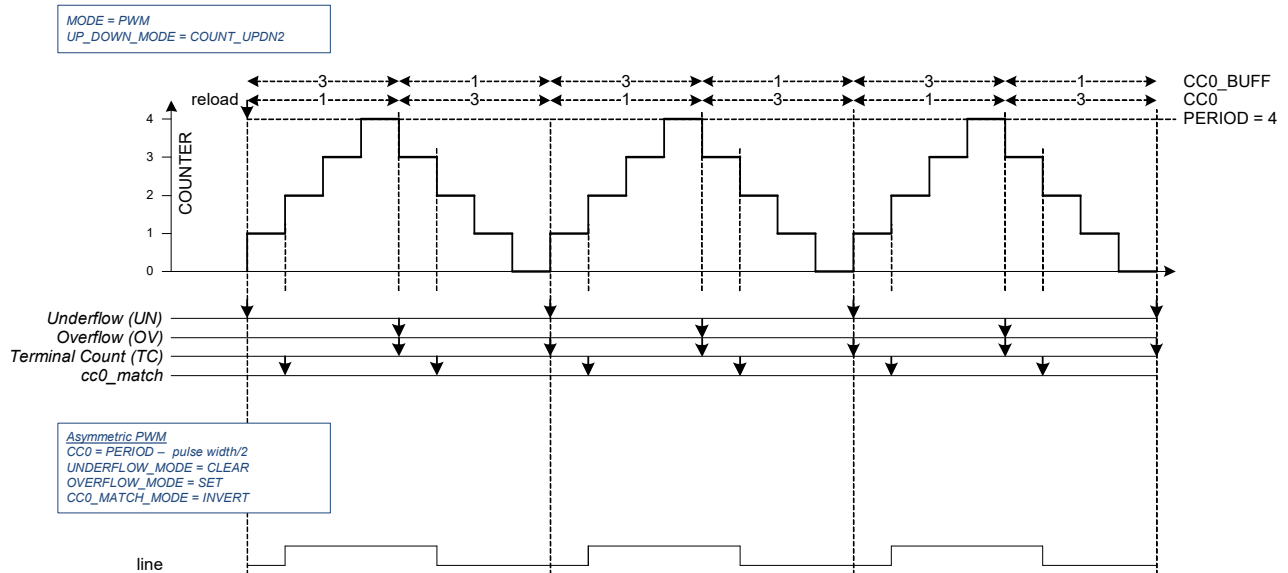 MODE = PWM
UP_DOWN_MODE = COUNT_UPDN2
3 1 3 1 3 1 CC0_BUFF
reload 1 3 1 3 1 3 CC0
4 PERIOD = 4
3
2
1
0
COUNTER
Underflow (UN)
Overflow (OV)
Terminal Count (TC)
cc0_match
Asymmetric PWM
CC0 = PERIOD – pulse width/2
UNDERFLOW_MODE = CLEAR
OVERFLOW_MODE = SET
CC0_MATCH_MODE = INVERT
line